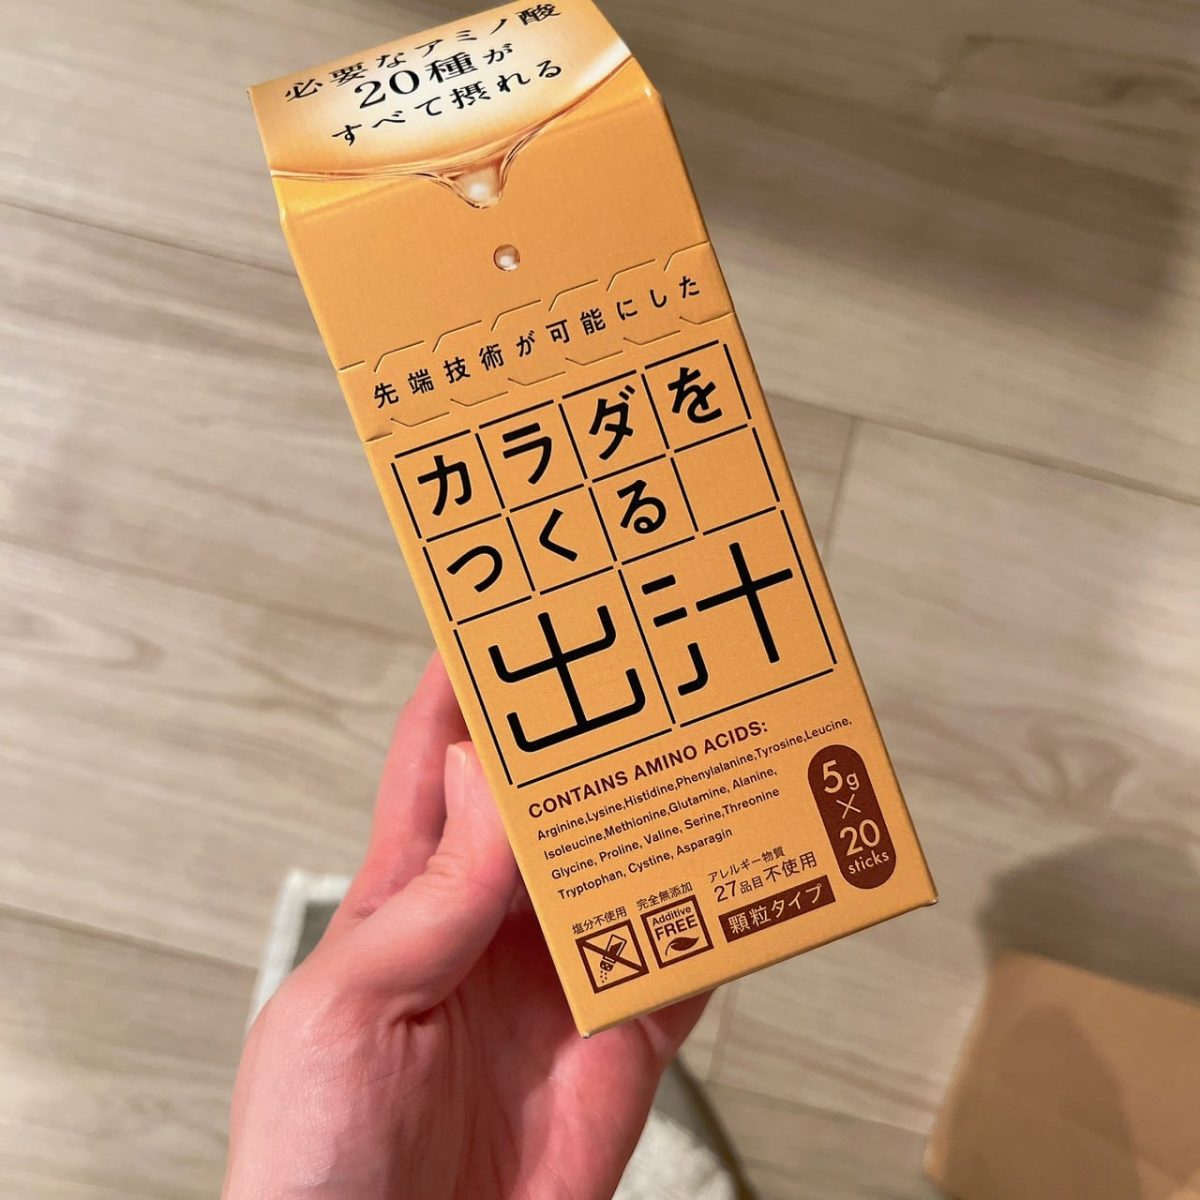 必要なアミノ酸
20種が
すべて摂れる
先端技術が可能にした
カラダを
つくる
出汁
CONTAINS AMINO ACIDS:
Arginine,Lysine,Histidine,Phenylalanine,Tyrosine,Leucine,
Isoleucine,Methionine,Glutamine, Alanine,
Glycine, Proline, Valine, Serine,Threonine
Tryptophan, Cystine, Asparagin
5g
×
20
sticks
塩分不使用
完全無添加
Additive
FREE
アレルギー物質
27品目不使用
顆粒タイプ